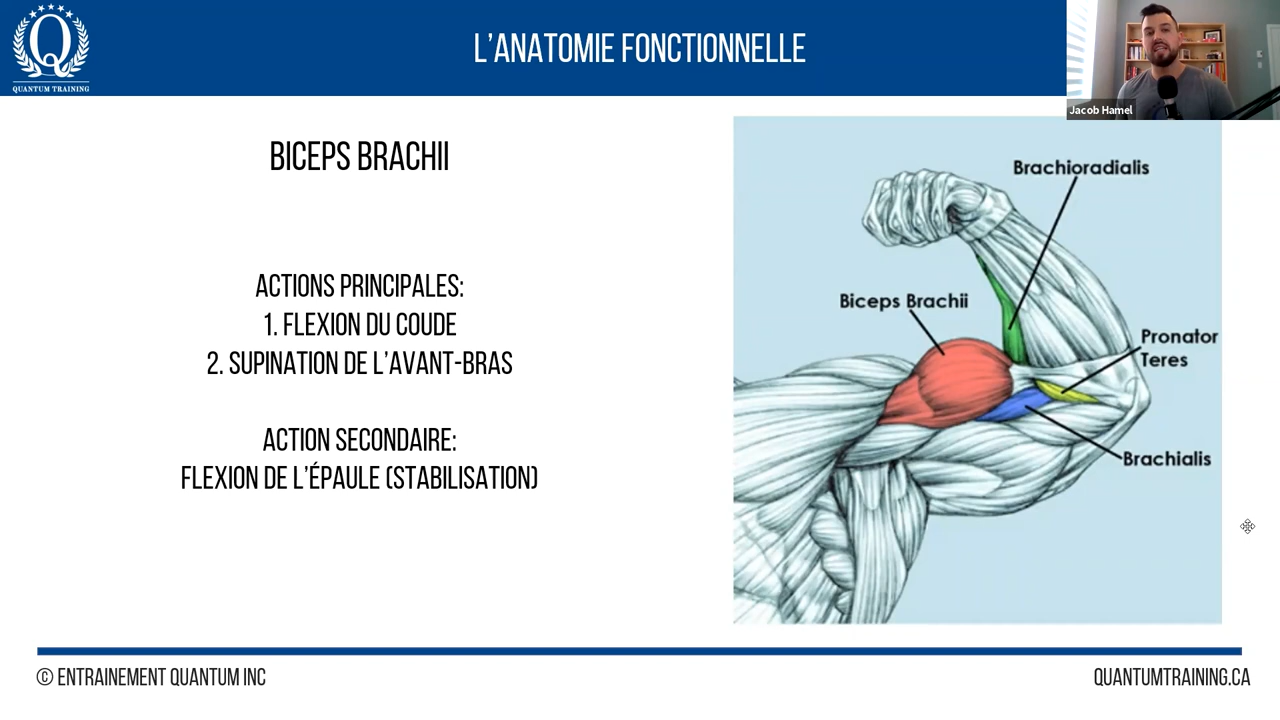 Q
QUANTUM TRAINING
L'ANATOMIE FONCTIONNELLE
Jacob Hamel
BICEPS BRACHII
ACTIONS PRINCIPALES:
1. FLEXION DU COUDE
2. SUPINATION DE L'AVANT-BRAS
ACTION SECONDAIRE:
FLEXION DE L'ÉPAULE (STABILISATION)
Brachioradialis
Biceps Brachii
Pronator
Teres
Brachialis
© ENTRAINEMENT QUANTUM INC
QUANTUMTRAINING.CA